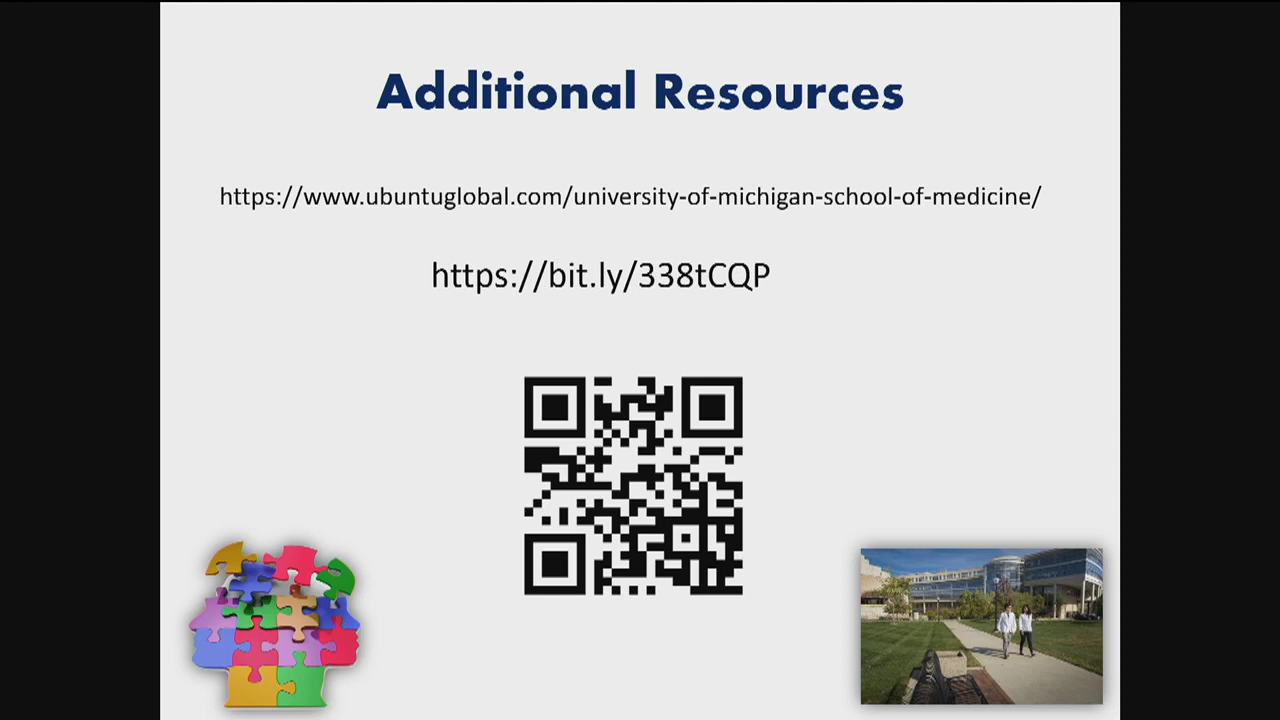 Additional Resources
https://www.ubuntuglobal.com/university-of-michigan-school-of-medicine/
https://bit.ly/338tCQP